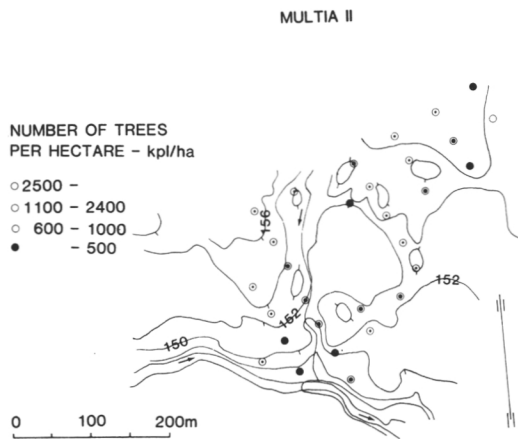 MULTIA II
NUMBER OF TREES
PER HECTARE - kpl/ha
2500 -
1100 - 2400
600 - 1000
- 500
156
152
152
150
0 100 200m